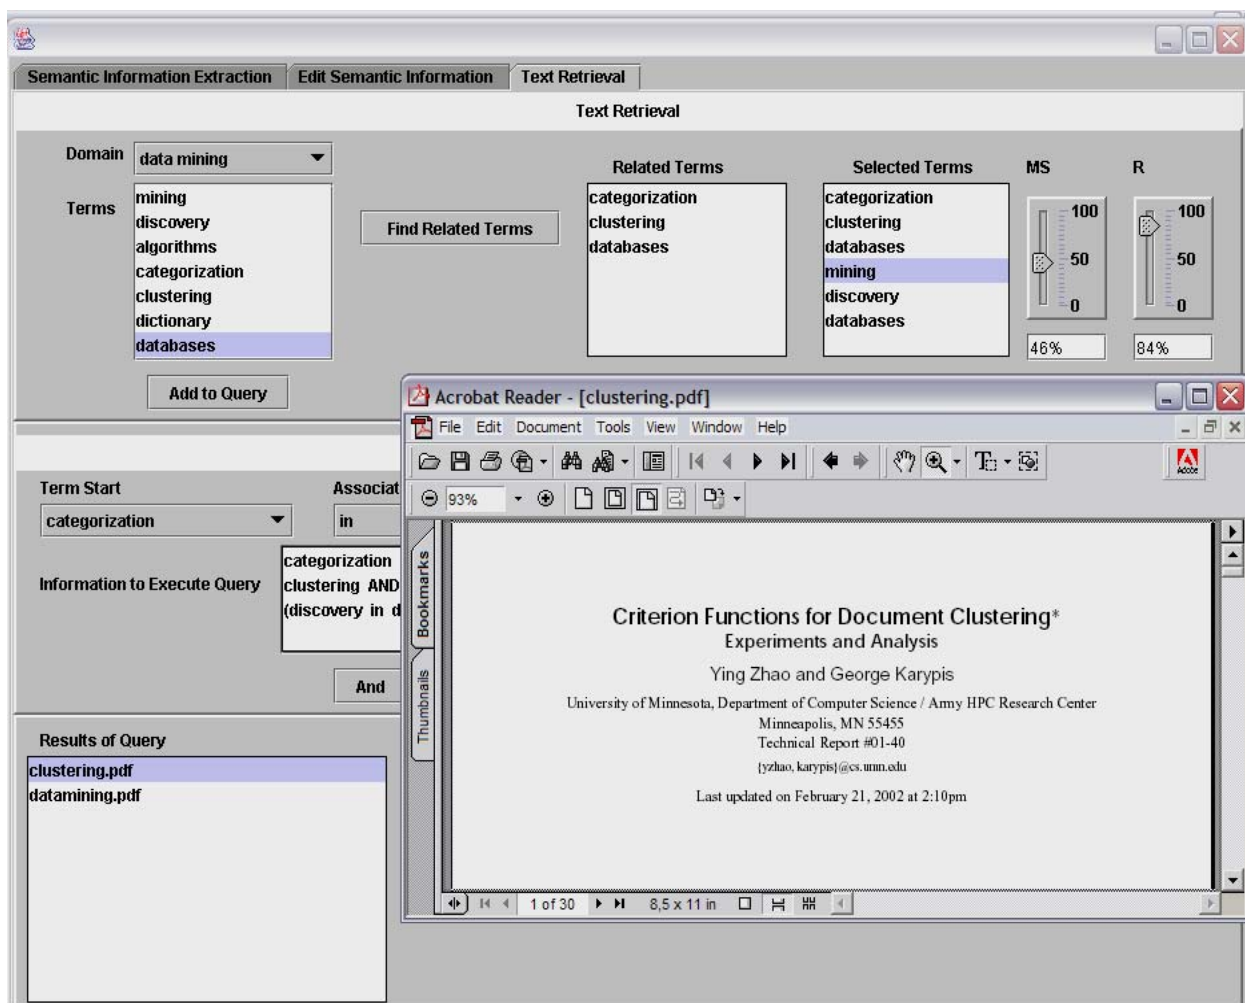 Semantic Information Extraction Edit Semantic Information Text Retrieval
Text Retrieval
Domain data mining
Terms
mining
discovery
algorithms
categorization
clustering
dictionary
databases
Find Related Terms
Related Terms
categorization
clustering
databases
Selected Terms
categorization
clustering
databases
mining
discovery
databases
MS
100
50
0
46%
R
100
50
0
84%
Add to Query
Term Start
categorization
Associat
in
Information to Execute Query
categorization
clustering AND
(discovery in d
And
Results of Query
clustering.pdf
datamining.pdf
Acrobat Reader - [clustering.pdf]
File Edit Document Tools View Window Help
Adobe
93%
Bookmarks
Thumbnails
Criterion Functions for Document Clustering*
Experiments and Analysis
Ying Zhao and George Karypis
University of Minnesota, Department of Computer Science / Army HPC Research Center
Minneapolis, MN 55455
Technical Report #01-40
{yzhao, karypis}@cs.umn.edu
Last updated on February 21, 2002 at 2:10pm
1 of 30 8,5 x 11 in